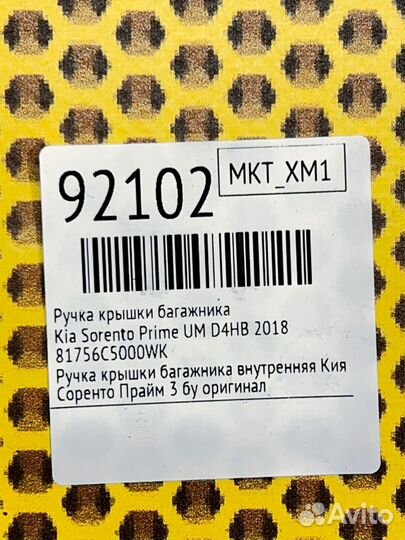 92102
MKT_XM1
Ручка крышки багажника
Kia Sorento Prime UM D4HB 2018
81756C5000WK
Ручка крышки багажника внутренняя Кия
Соренто Прайм 3 бу оригинал
Avito